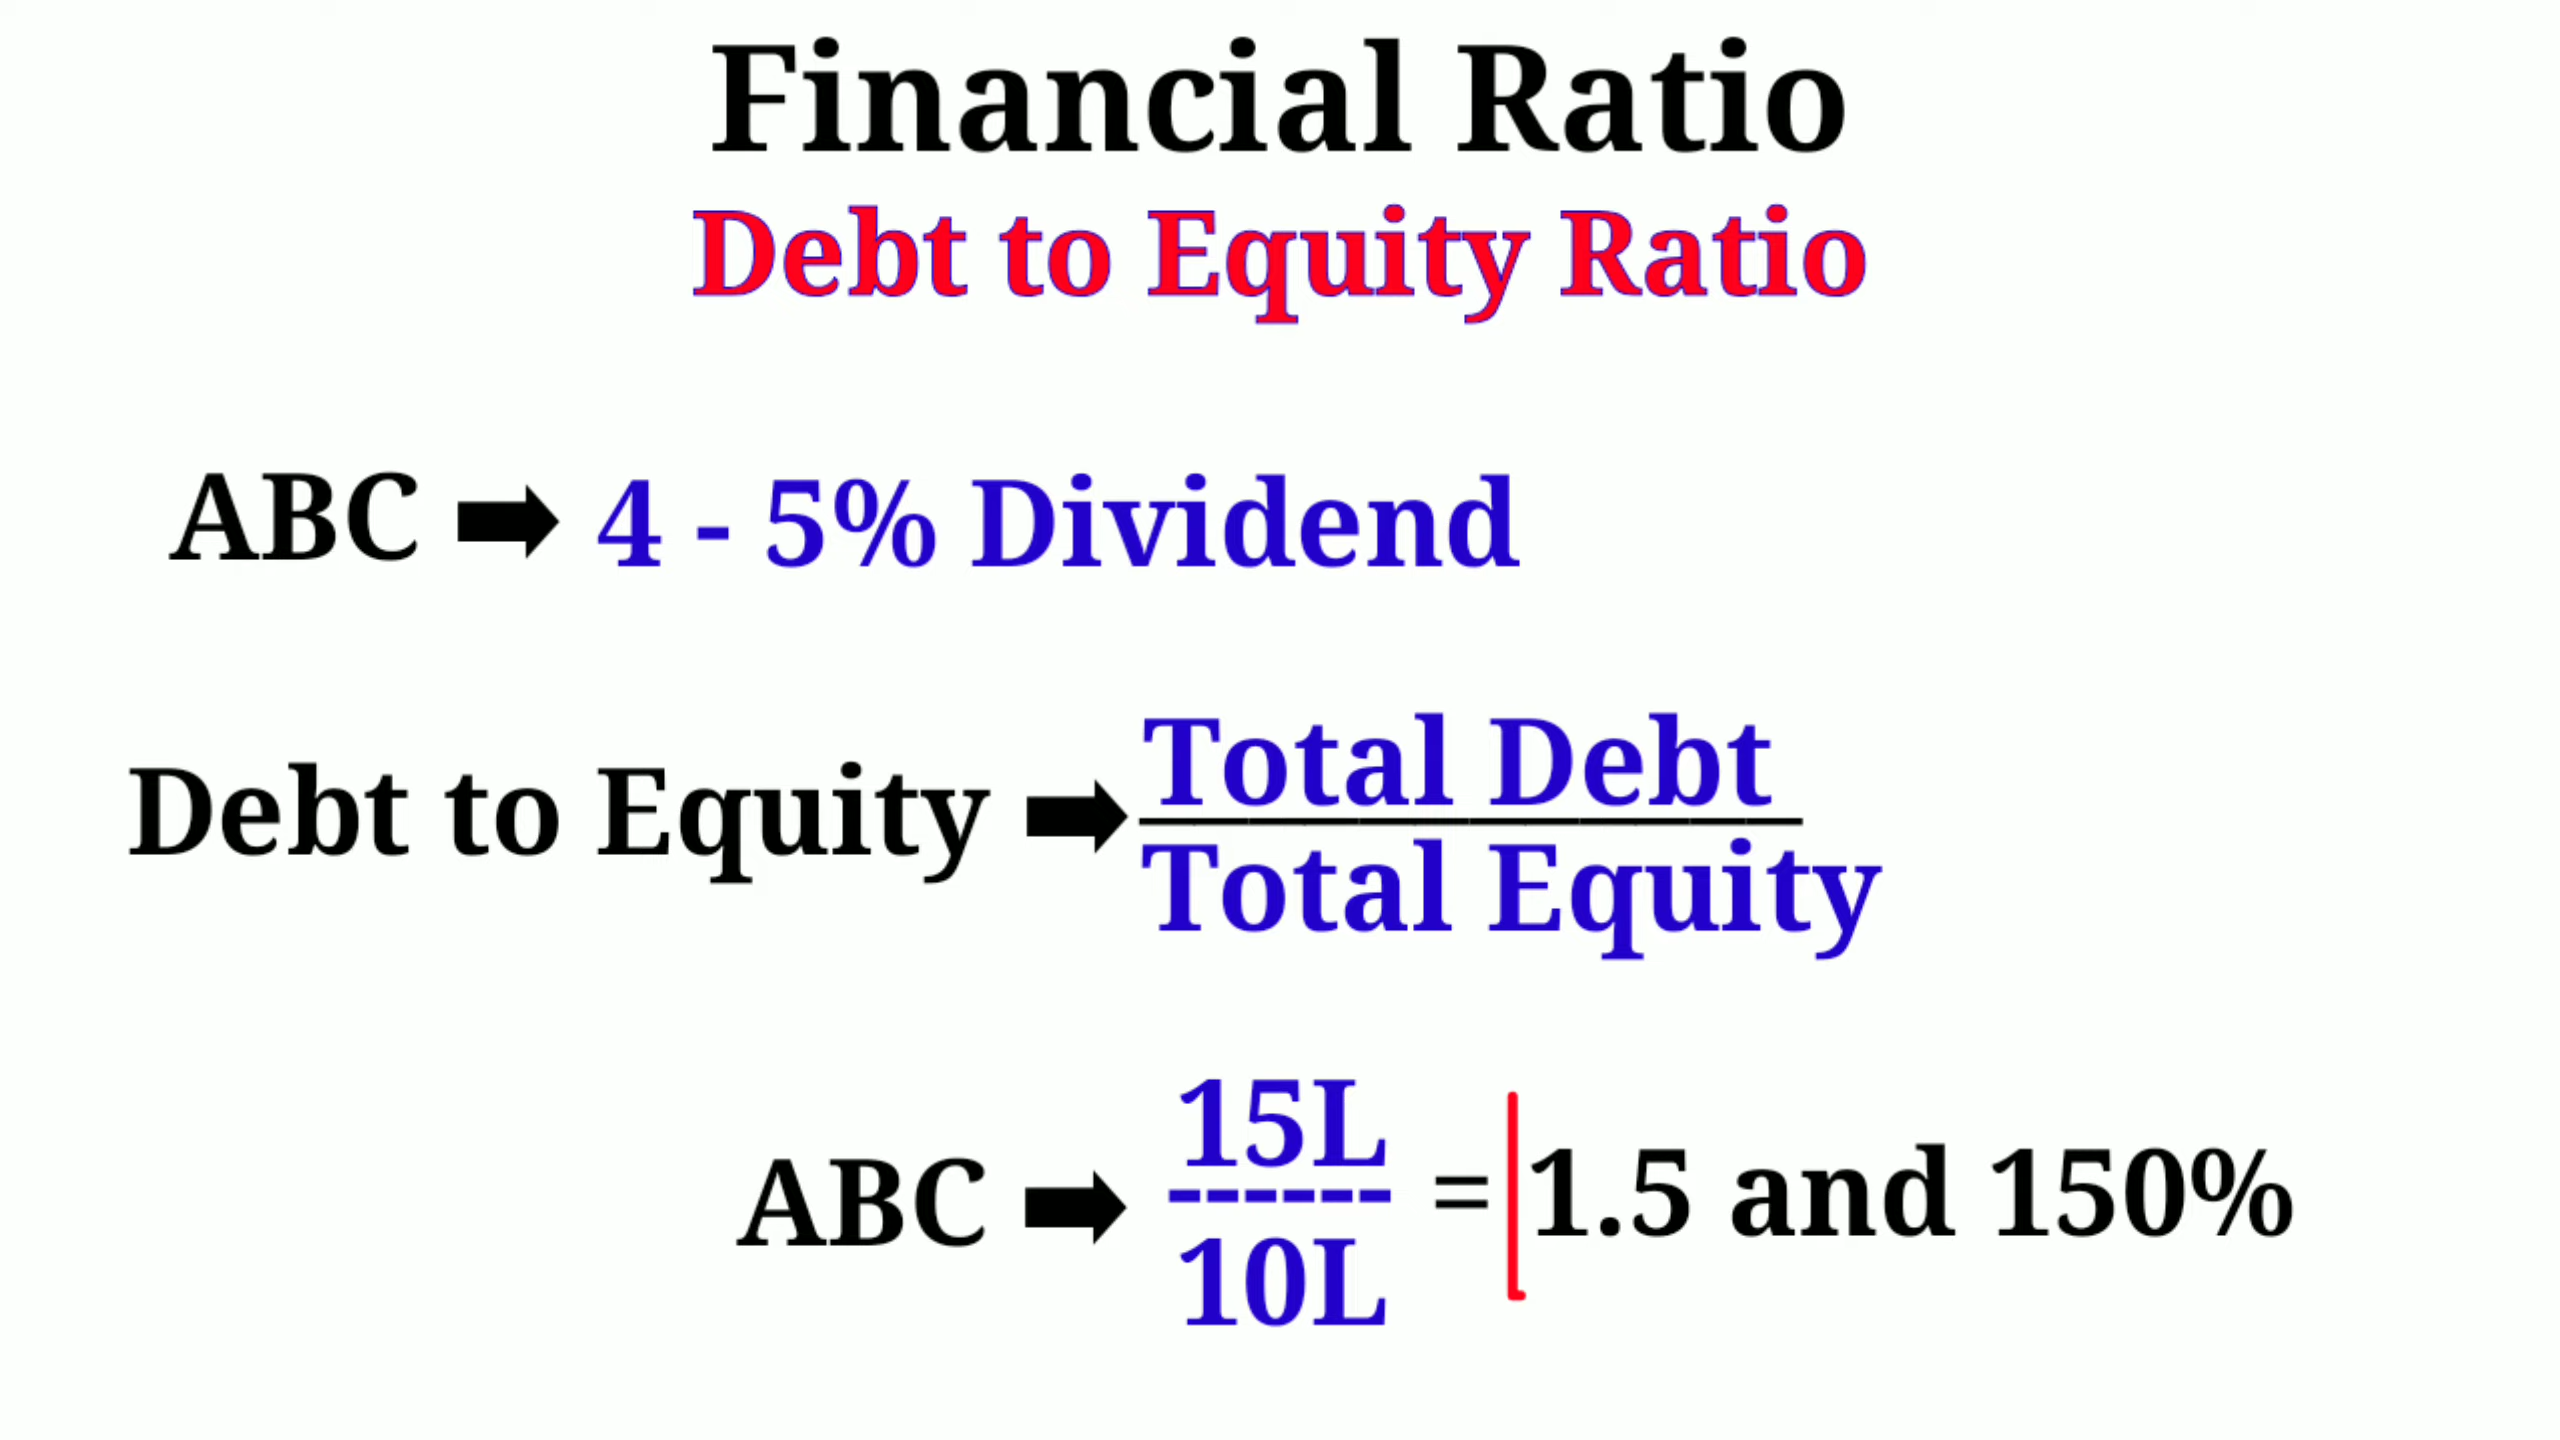 Financial Ratio
Debt to Equity Ratio
ABC ➡ 4 - 5% Dividend
Debt to Equity ➡ Total Debt
Total Equity
ABC ➡ 15L
------
10L
= 1.5 and 150%